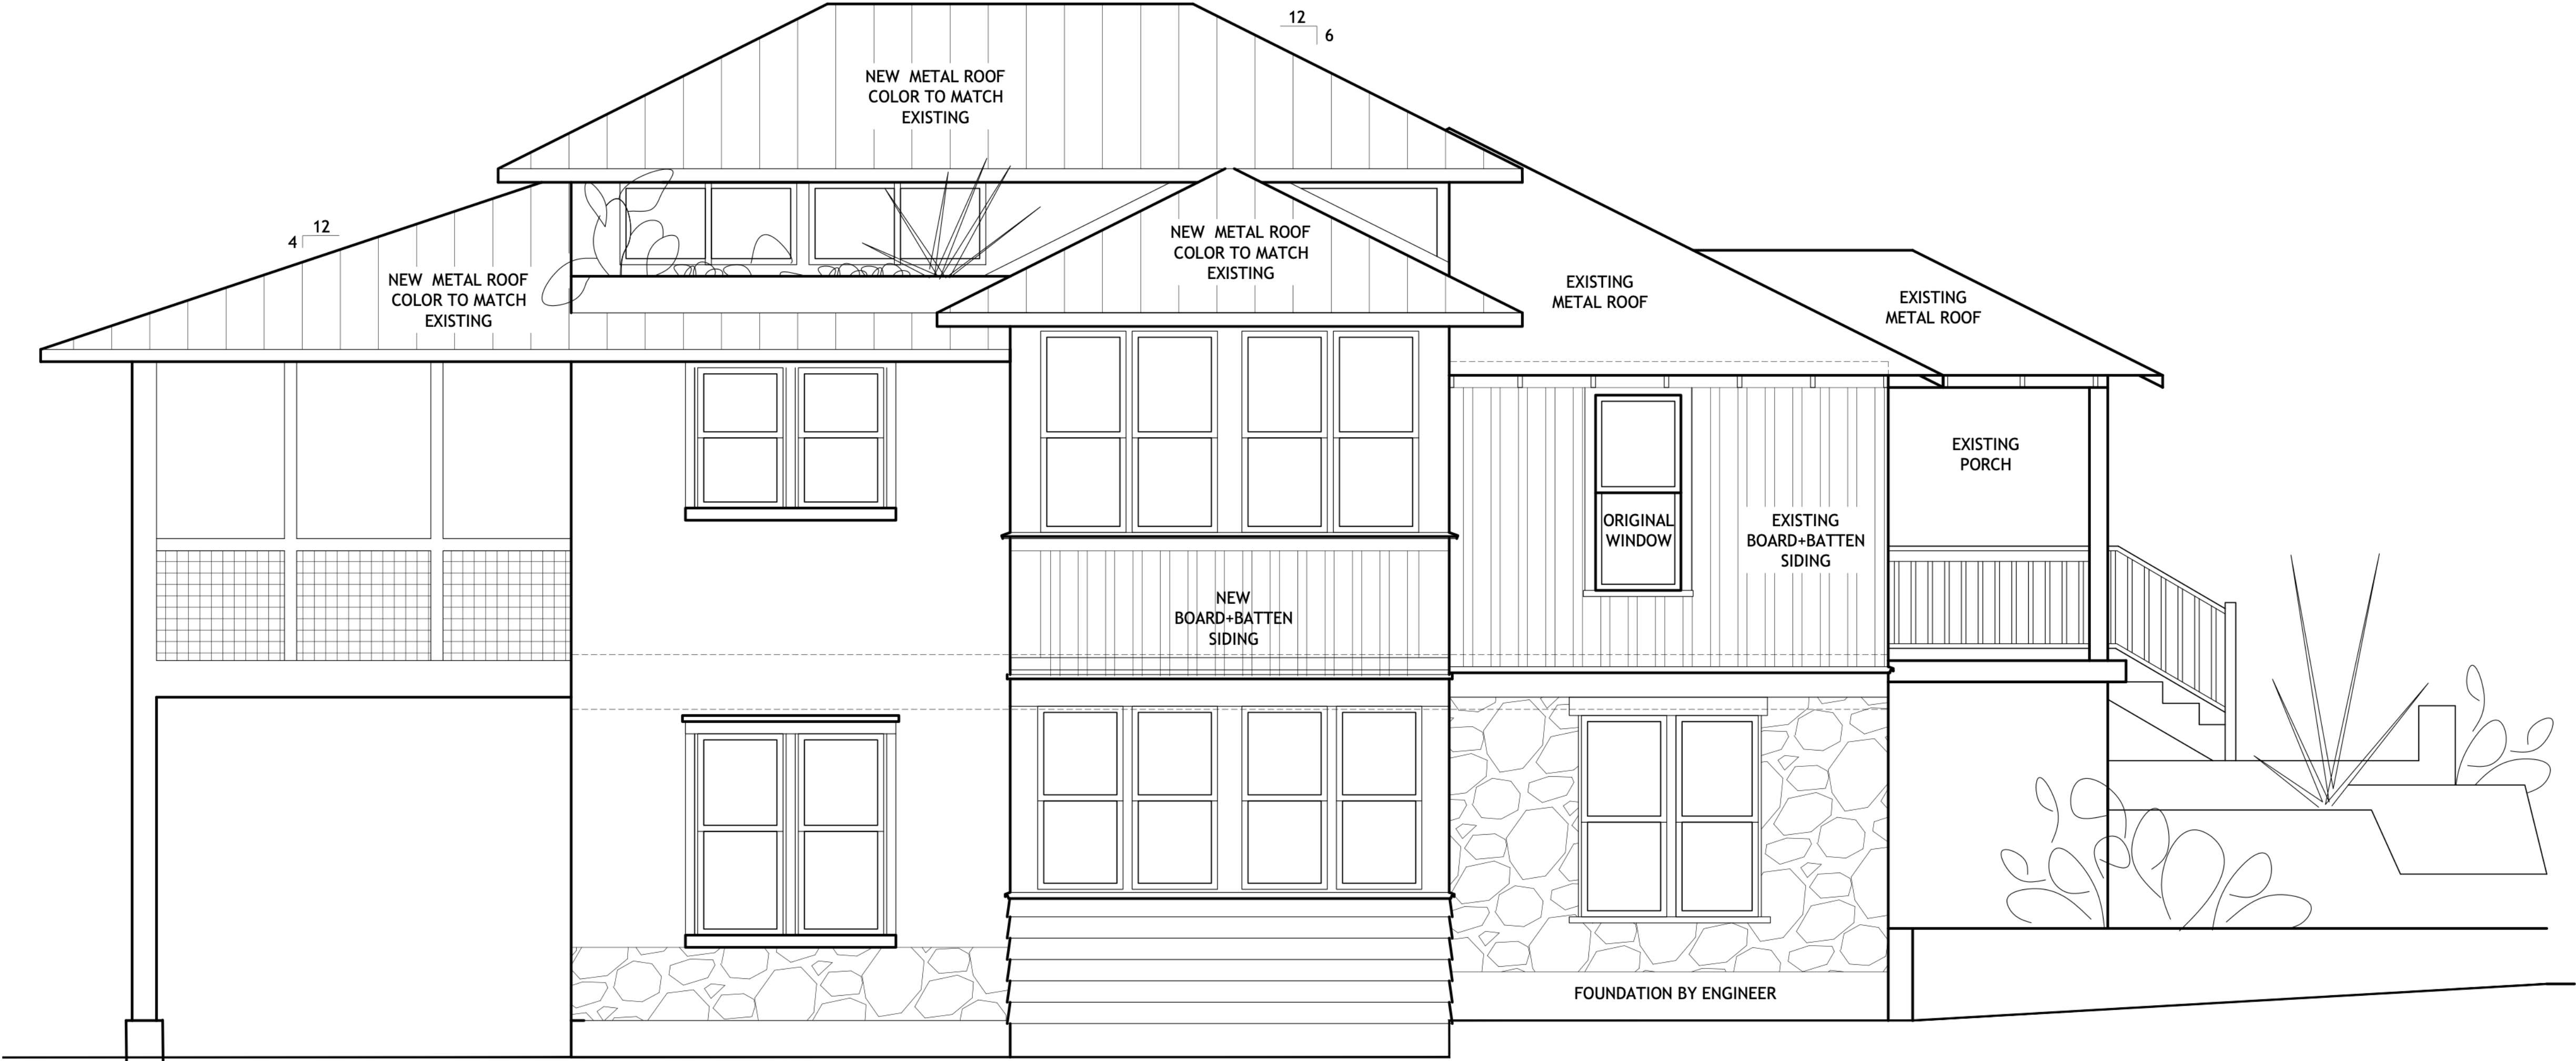 12
6
NEW METAL ROOF
COLOR TO MATCH
EXISTING
12
4
NEW METAL ROOF
COLOR TO MATCH
EXISTING
NEW METAL ROOF
COLOR TO MATCH
EXISTING
EXISTING
METAL ROOF
EXISTING
METAL ROOF
EXISTING
PORCH
ORIGINAL
WINDOW
EXISTING
BOARD+BATTEN
SIDING
NEW
BOARD+BATTEN
SIDING
FOUNDATION BY ENGINEER